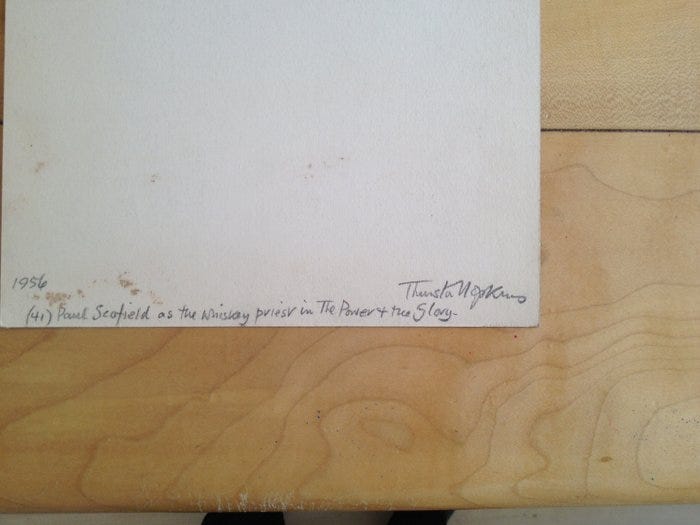 1956
Thurston Hopkins
(41) Paul Scofield as the whiskey priest in The Power & the Glory.